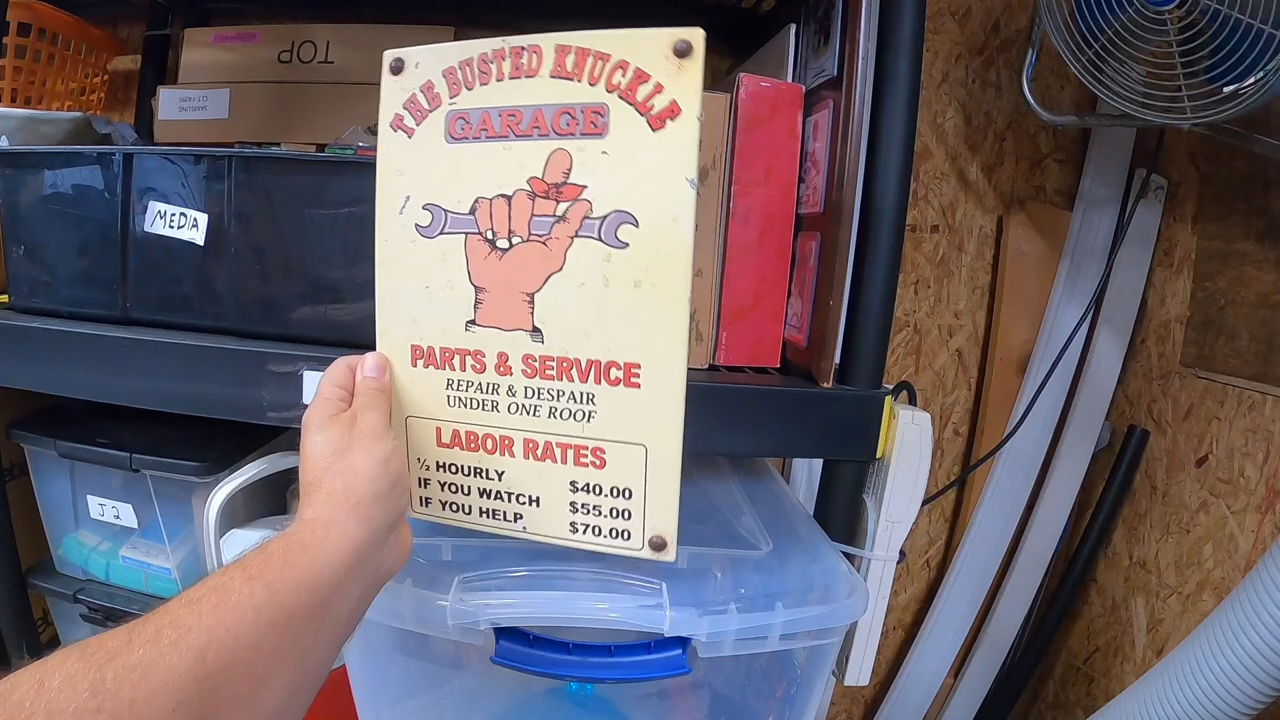 TOP
SAMSUNG
MEDIA
J2
THE BUSTED KNUCKLE
GARAGE
PARTS & SERVICE
REPAIR & DESPAIR
UNDER ONE ROOF
LABOR RATES
½ HOURLY $40.00
IF YOU WATCH $55.00
IF YOU HELP $70.00